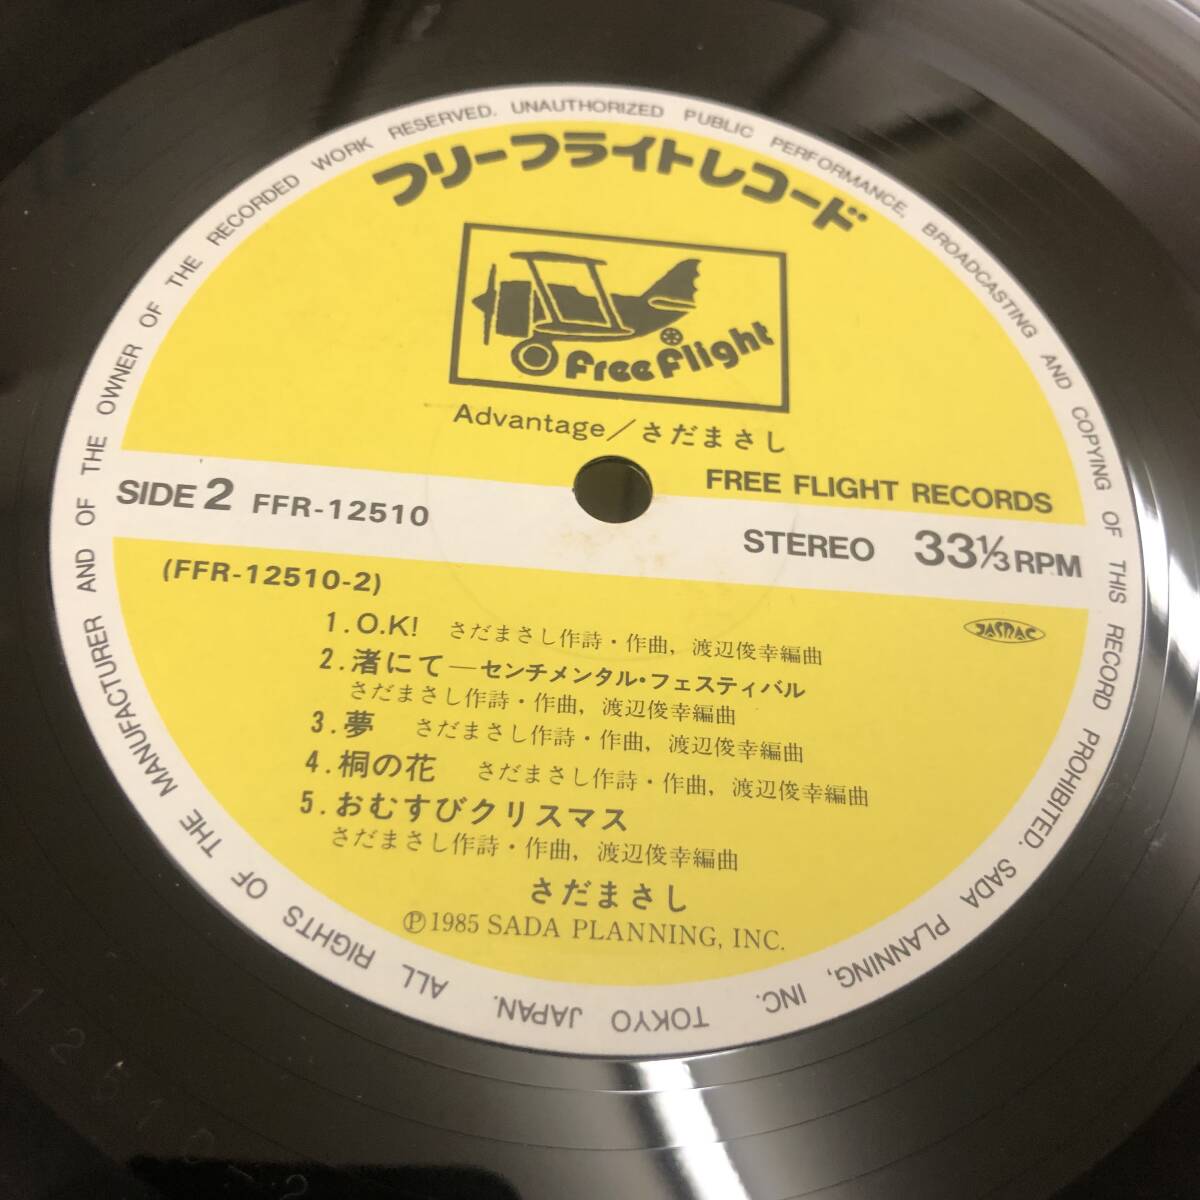 フリーフライトレコード
Free Flight
Advantage／さだまさし
FREE FLIGHT RECORDS
SIDE 2 FFR-12510
STEREO 33⅓RPM
(FFR-12510-2)
JASRAC
1. O.K! さだまさし作詩・作曲, 渡辺俊幸編曲
2. 渚にて—センチメンタル・フェスティバル
さだまさし作詩・作曲, 渡辺俊幸編曲
3. 夢 さだまさし作詩・作曲, 渡辺俊幸編曲
4. 桐の花 さだまさし作詩・作曲, 渡辺俊幸編曲
5. おむすびクリスマス
さだまさし作詩・作曲, 渡辺俊幸編曲
さだまさし
Ⓟ1985 SADA PLANNING, INC.
ALL RIGHTS OF THE MANUFACTURER AND OF THE OWNER OF THE RECORDED WORK RESERVED. UNAUTHORIZED PUBLIC PERFORMANCE, BROADCASTING AND COPYING OF THIS RECORD PROHIBITED. SADA PLANNING, INC. TOKYO JAPAN.